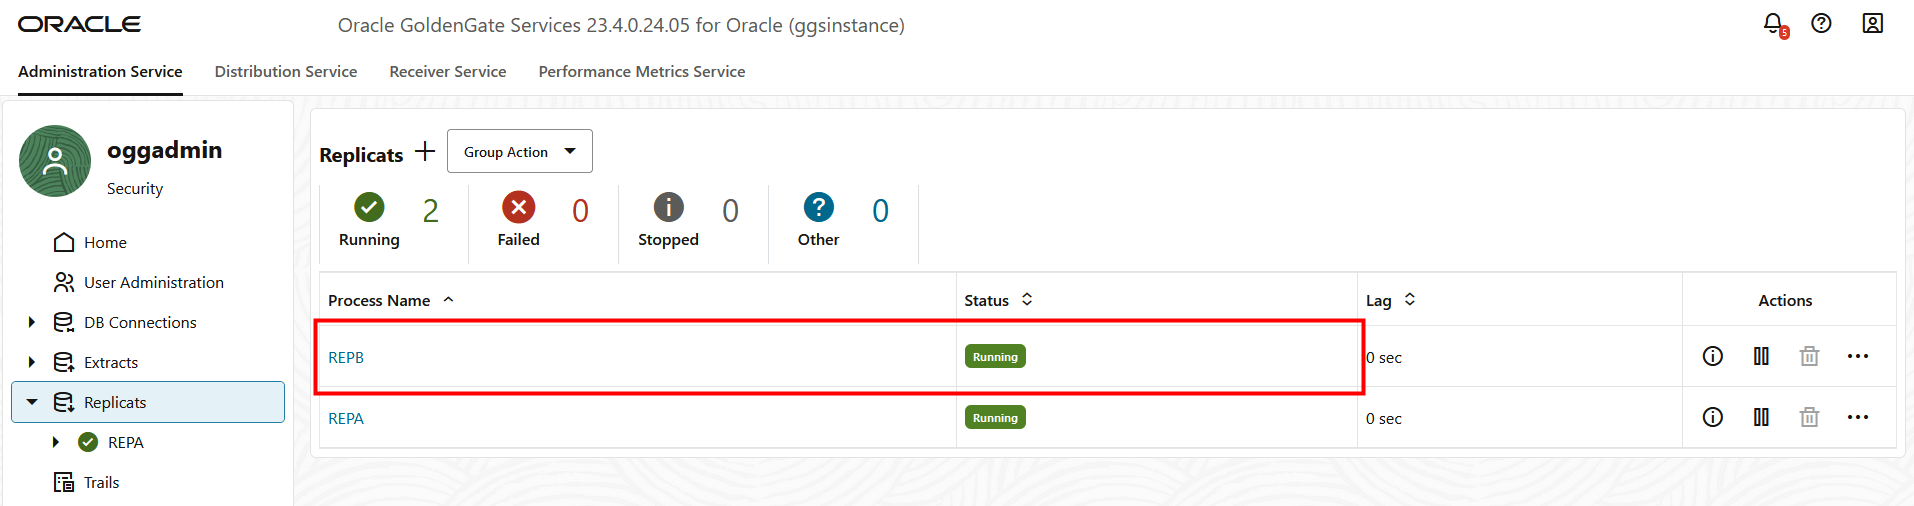 ORACLE
Oracle GoldenGate Services 23.4.0.24.05 for Oracle (ggsinstance)
5
Administration Service
Distribution Service
Receiver Service
Performance Metrics Service
oggadmin
Security
Home
User Administration
DB Connections
Extracts
Replicats
REPA
Trails
Replicats
Group Action
2
Running
0
Failed
0
Stopped
0
Other
Process Name Status Lag Actions
REPB Running 0 sec
REPA Running 0 sec